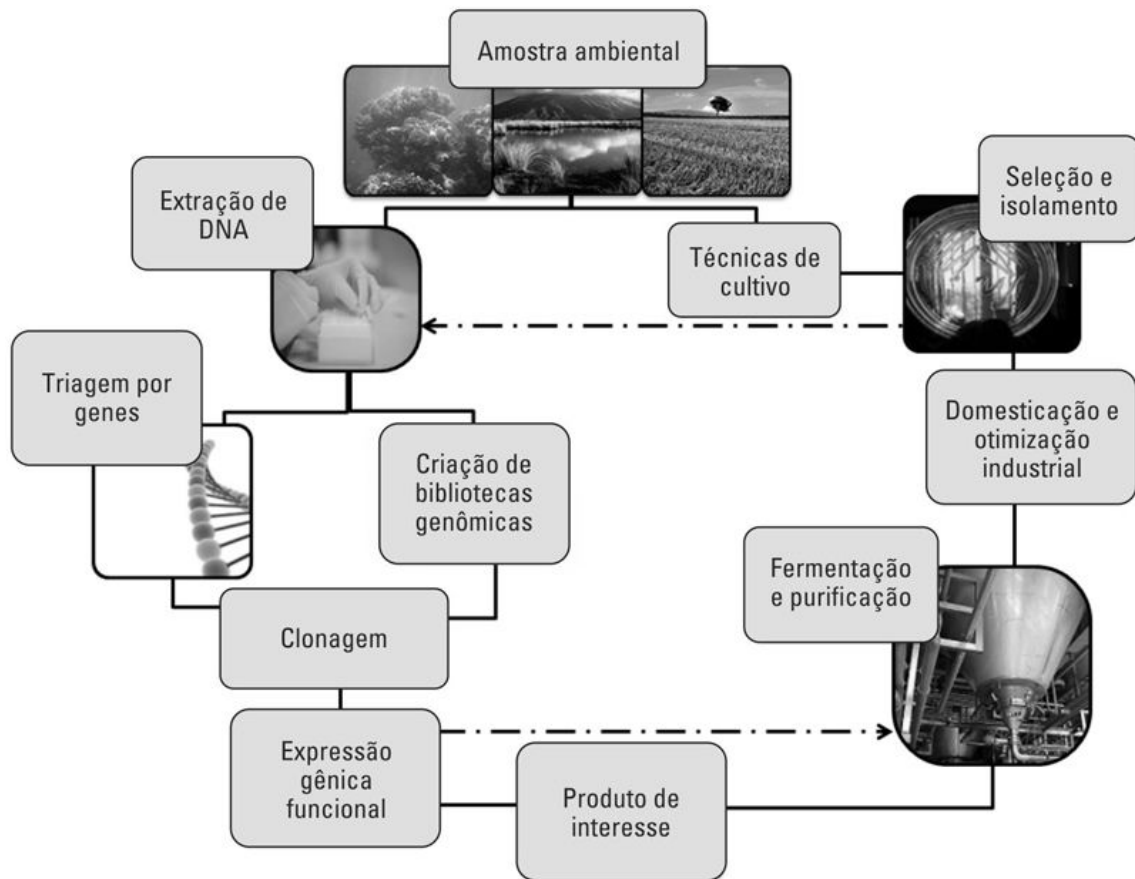 Amostra ambiental
Extração de
DNA
Seleção e
isolamento
Técnicas de
cultivo
Triagem por
genes
Criação de
bibliotecas
genômicas
Domesticação e
otimização
industrial
Fermentação
e purificação
Clonagem
Expressão
gênica
funcional
Produto de
interesse